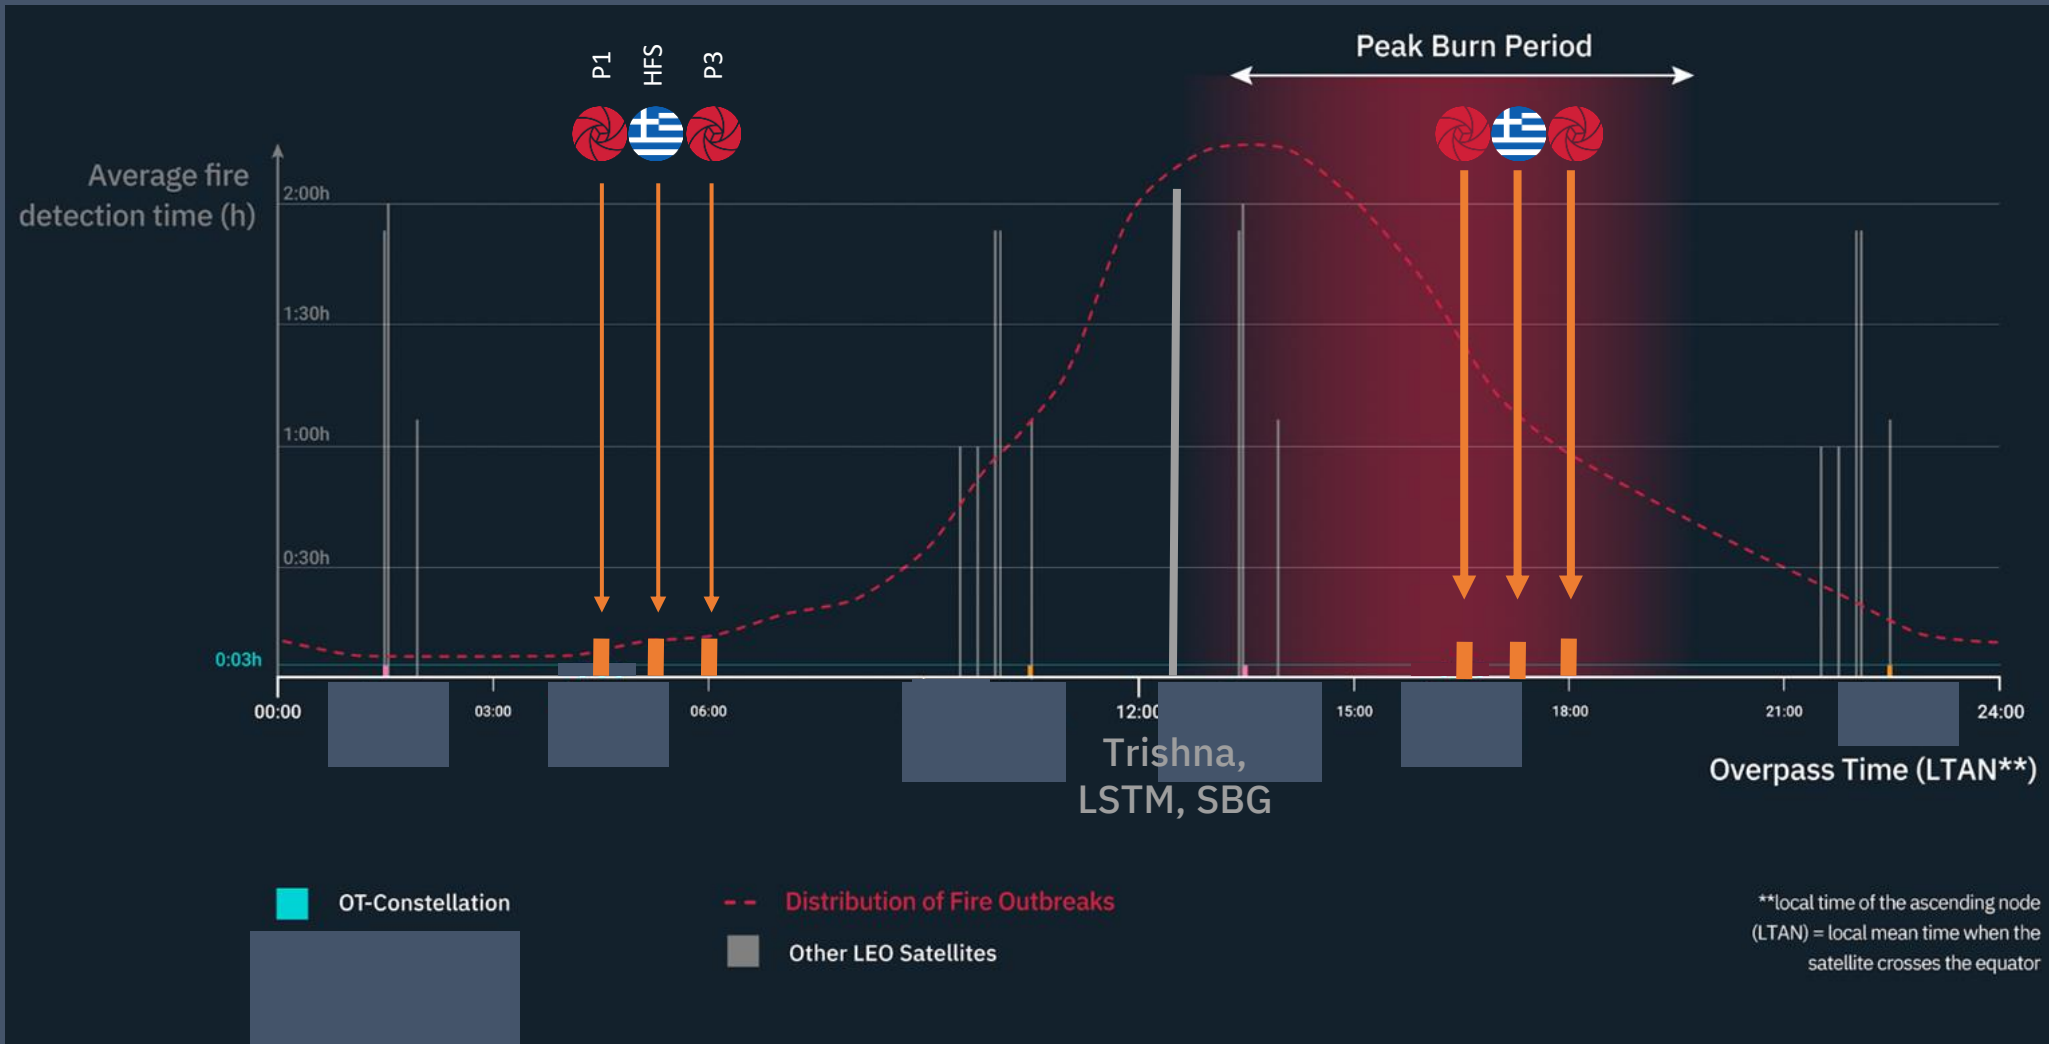 P1
HFS
P3
Peak Burn Period
Average fire
detection time (h)
2:00h
1:30h
1:00h
0:30h
0:03h
00:00
03:00
06:00
12:00
15:00
18:00
21:00
24:00
Trishna,
LSTM, SBG
Overpass Time (LTAN**)
OT-Constellation
Distribution of Fire Outbreaks
Other LEO Satellites
**local time of the ascending node
(LTAN) = local mean time when the
satellite crosses the equator